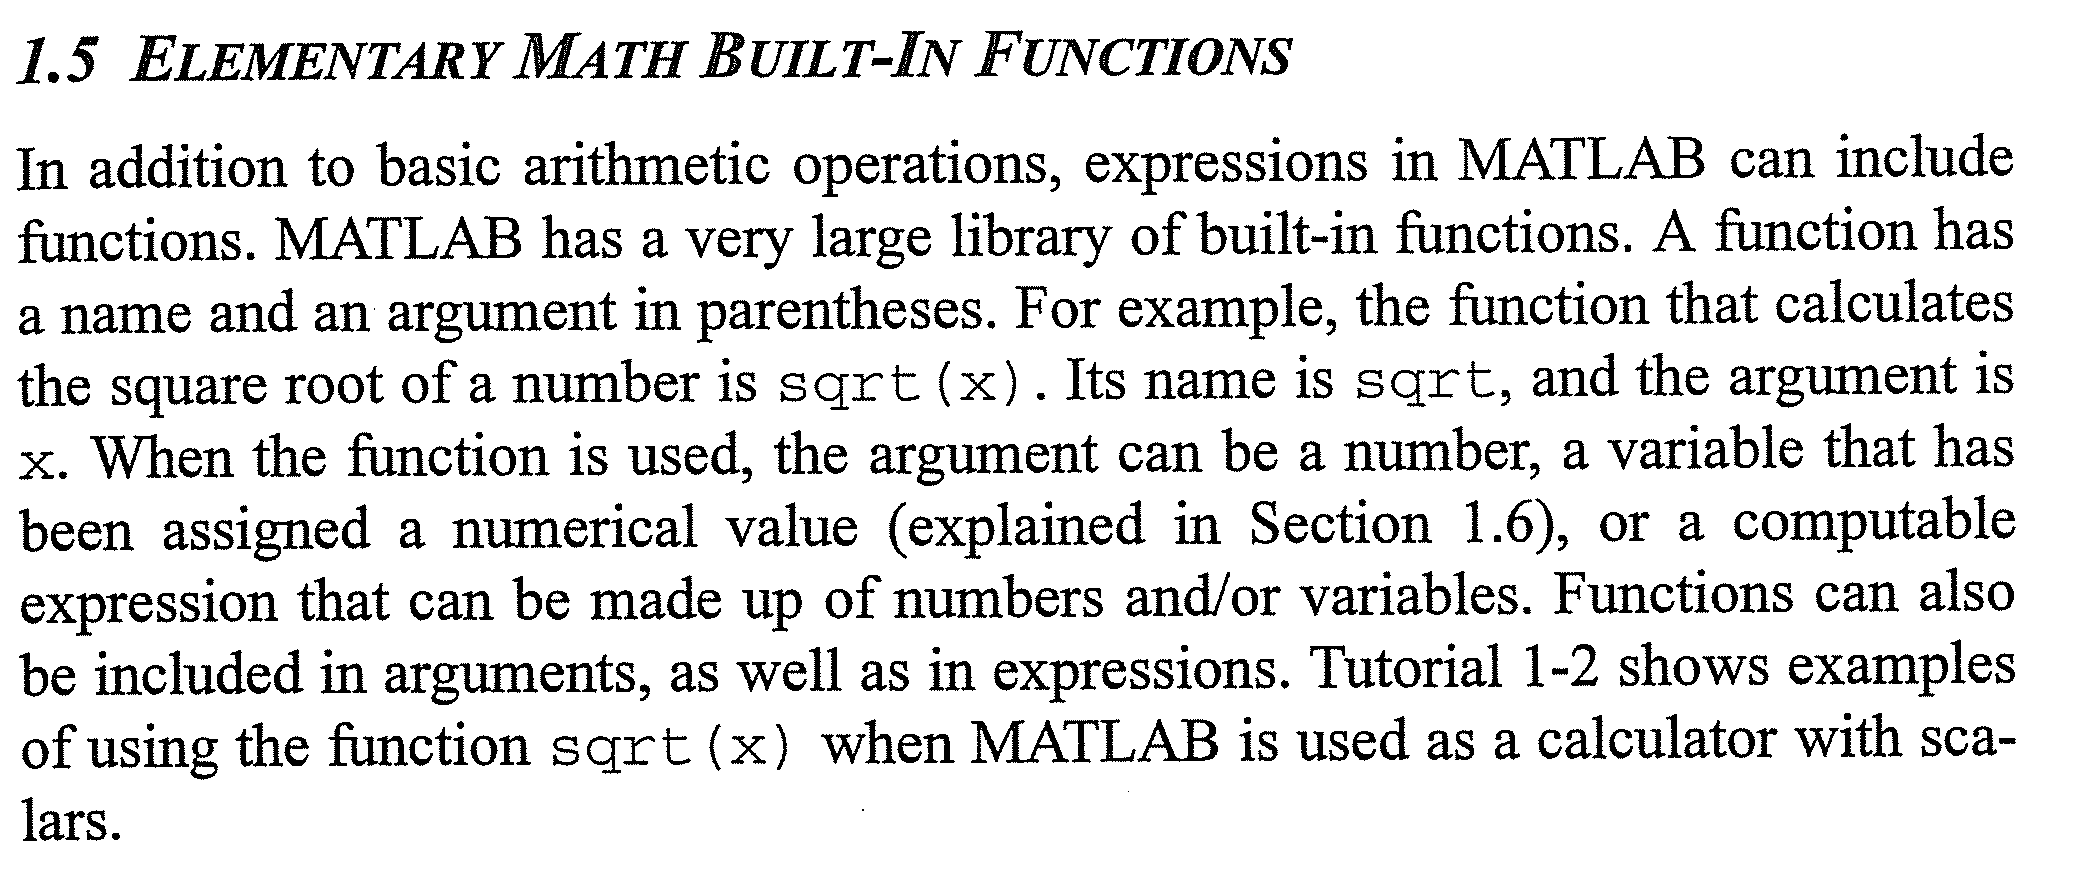 1.5 ELEMENTARY MATH BUILT-IN FUNCTIONS
In addition to basic arithmetic operations, expressions in MATLAB can include
functions. MATLAB has a very large library of built-in functions. A function has
a name and an argument in parentheses. For example, the function that calculates
the square root of a number is sqrt(x). Its name is sqrt, and the argument is
x. When the function is used, the argument can be a number, a variable that has
been assigned a numerical value (explained in Section 1.6), or a computable
expression that can be made up of numbers and/or variables. Functions can also
be included in arguments, as well as in expressions. Tutorial 1-2 shows examples
of using the function sqrt(x) when MATLAB is used as a calculator with sca-
lars.